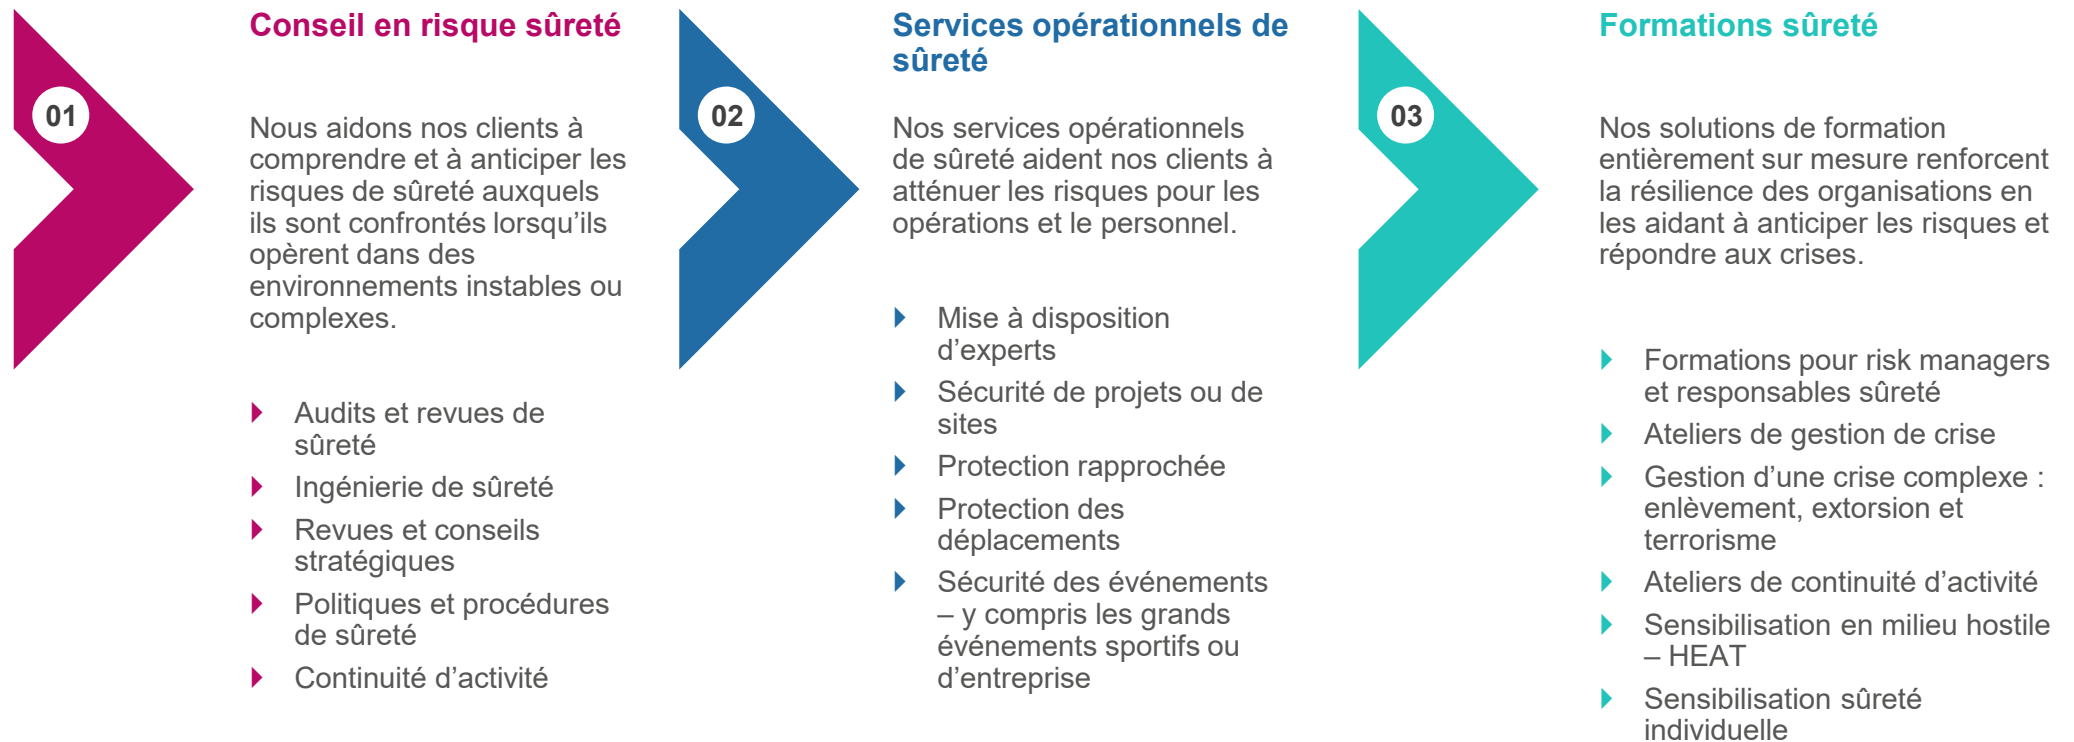 01
Conseil en risque sûreté
Nous aidons nos clients à
comprendre et à anticiper les
risques de sûreté auxquels
ils sont confrontés lorsqu’ils
opèrent dans des
environnements instables ou
complexes.
Audits et revues de
sûreté
Ingénierie de sûreté
Revues et conseils
stratégiques
Politiques et procédures
de sûreté
Continuité d’activité
02
Services opérationnels de
sûreté
Nos services opérationnels
de sûreté aident nos clients à
atténuer les risques pour les
opérations et le personnel.
Mise à disposition
d’experts
Sécurité de projets ou de
sites
Protection rapprochée
Protection des
déplacements
Sécurité des événements
– y compris les grands
événements sportifs ou
d’entreprise
03
Formations sûreté
Nos solutions de formation
entièrement sur mesure renforcent
la résilience des organisations en
les aidant à anticiper les risques et
répondre aux crises.
Formations pour risk managers
et responsables sûreté
Ateliers de gestion de crise
Gestion d’une crise complexe :
enlèvement, extorsion et
terrorisme
Ateliers de continuité d’activité
Sensibilisation en milieu hostile
– HEAT
Sensibilisation sûreté
individuelle